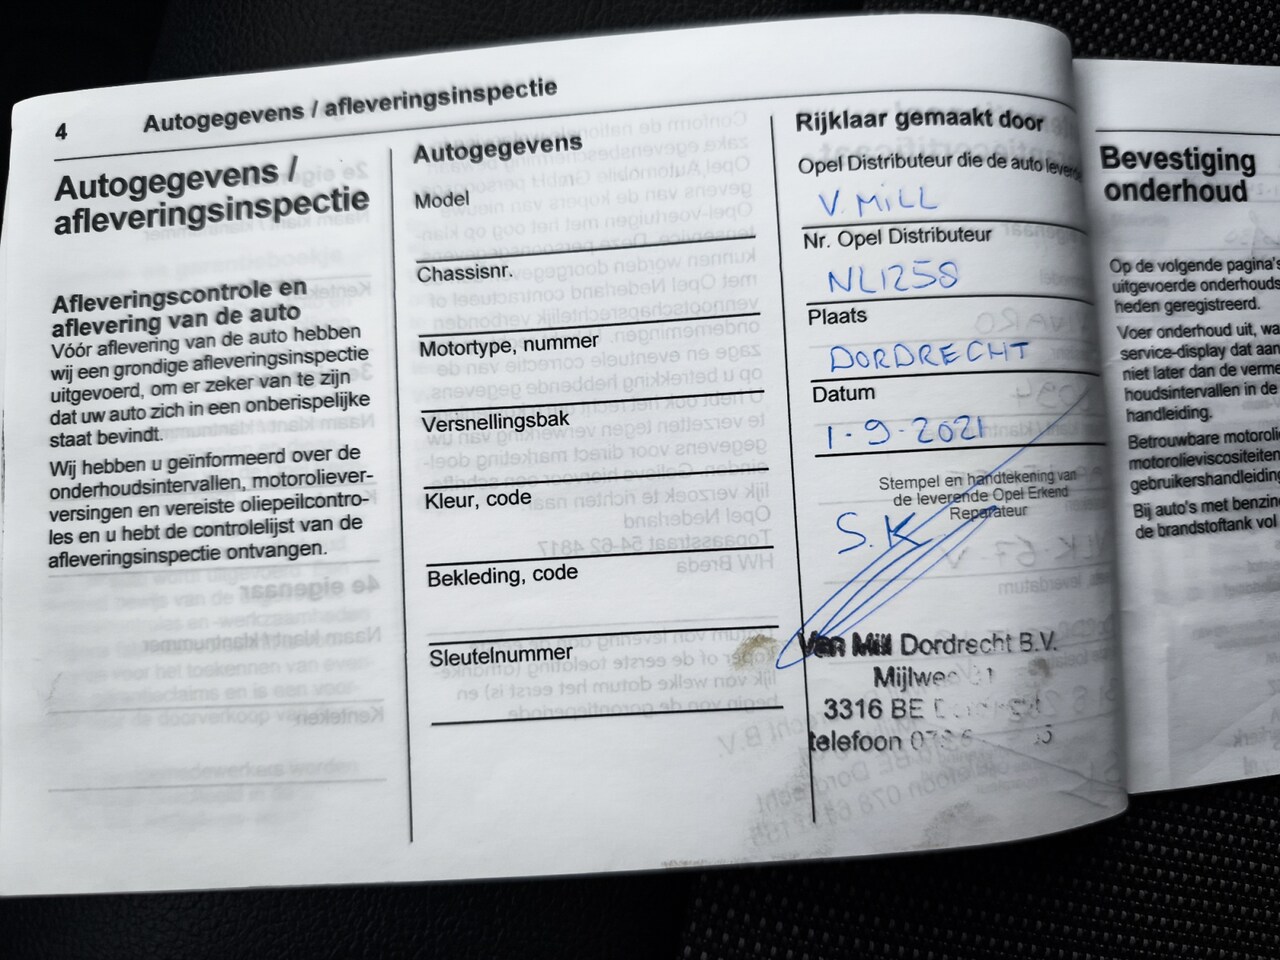 4
Autogegevens / afleveringsinspectie
Autogegevens /
afleveringsinspectie
Afleveringscontrole en
aflevering van de auto
Vóór aflevering van de auto hebben
wij een grondige afleveringsinspectie
uitgevoerd, om er zeker van te zijn
dat uw auto zich in een onberispelijke
staat bevindt.
Wij hebben u geïnformeerd over de
onderhoudsintervallen, motoroliever-
versingen en vereiste oliepeilcontro-
les en u hebt de controlelijst van de
afleveringsinspectie ontvangen.
Autogegevens
Model
Chassisnr.
Motortype, nummer
Versnellingsbak
Kleur, code
Bekleding, code
Sleutelnummer
Rijklaar gemaakt door
Opel Distributeur die de auto
V. MILL
Nr. Opel Distributeur
NL1258
Plaats
DORDRECHT
Datum
1-9-2021
Stempel en handtekening van
de leverende Opel Erkend
Reparateur
S.K
Van Mill Dordrecht B.V.
3316 BE
telefoon
Bevestiging
onderhoud
Op de volgende pagina's
uitgevoerde onderhouds
heden geregistreerd.
Voer onderhoud uit, wa
service-display dat aan
niet later dan de verme
houdsintervallen in de
handleiding.
Betrouwbare motoroli
motorolieviscositeiten
gebruikershandleiding
Bij auto's met benzin
de brandstoftank vol